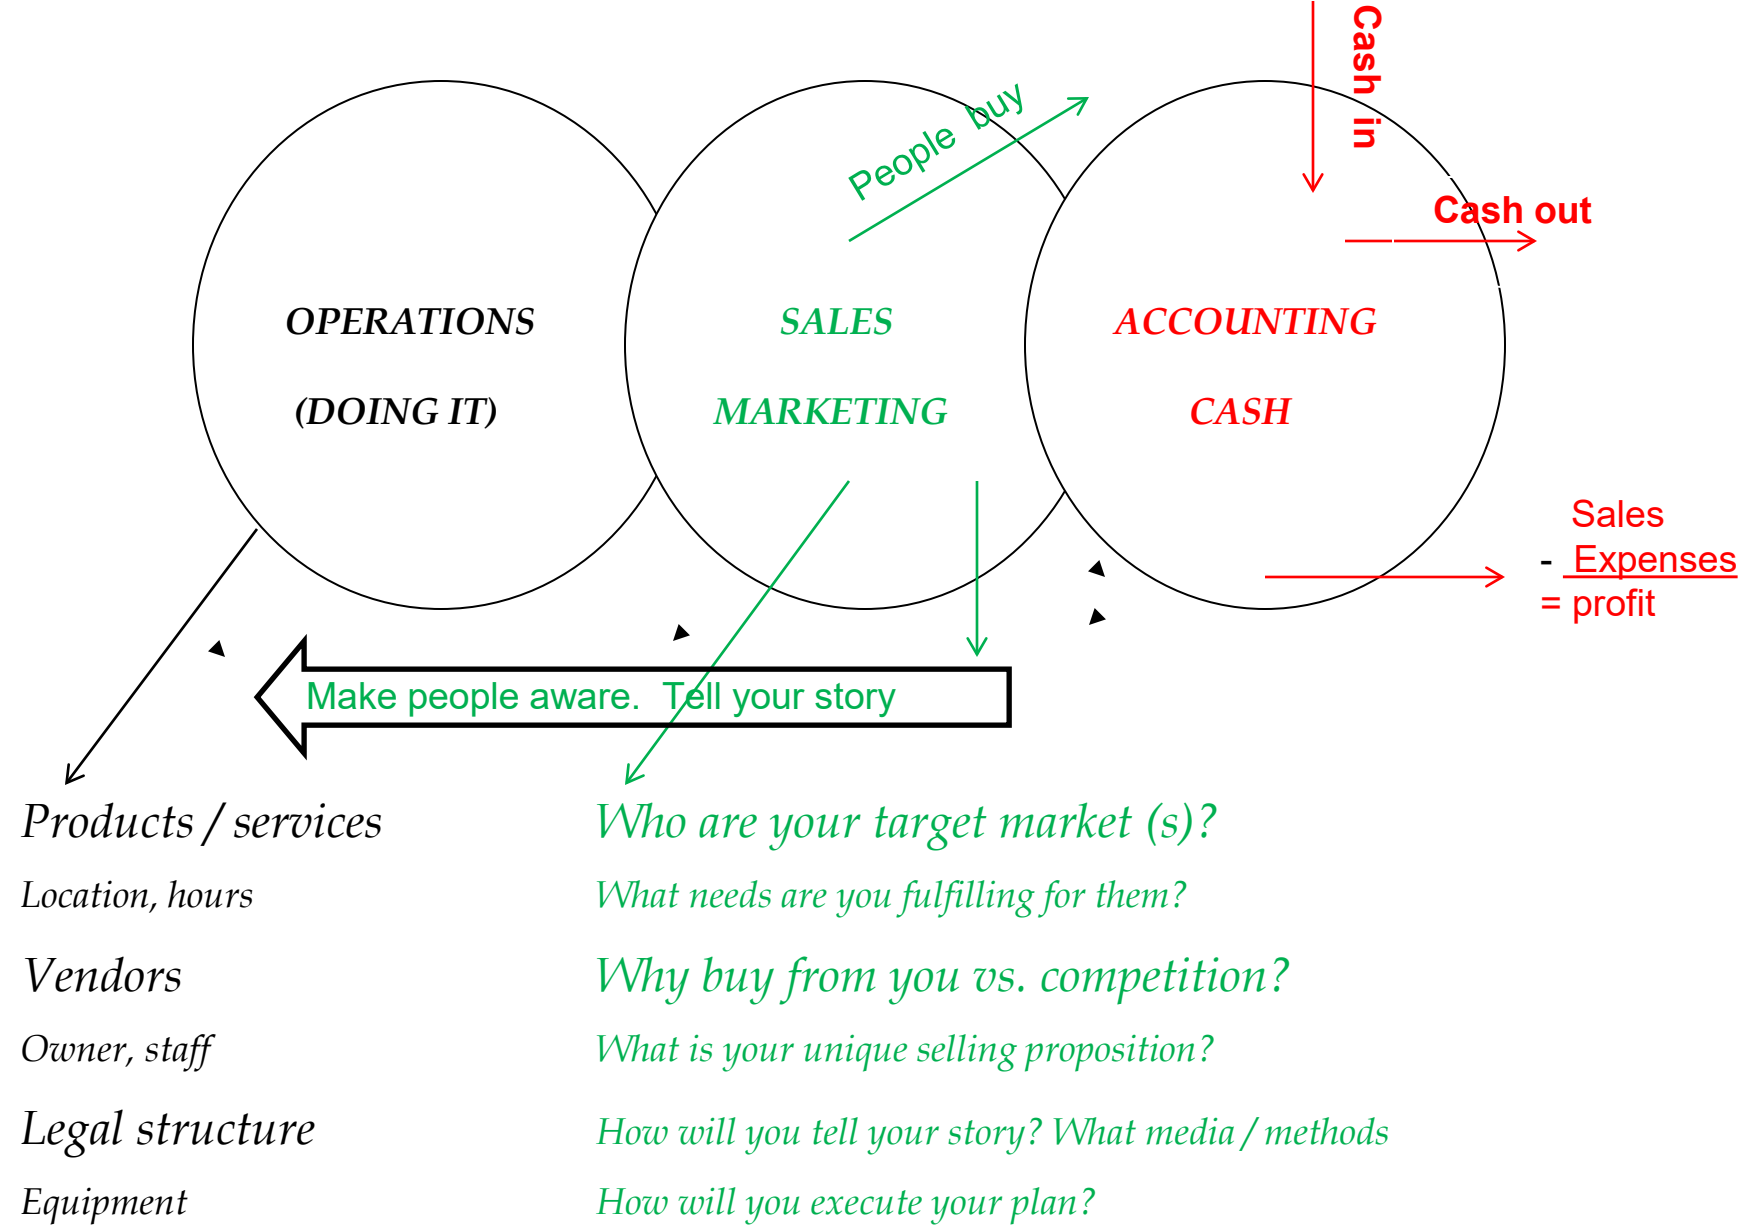 Cash in
People buy
Cash out
OPERATIONS
(DOING IT)
SALES
MARKETING
ACCOUNTING
CASH
Sales
- Expenses
= profit
Make people aware. Tell your story
Products / services
Location, hours
Vendors
Owner, staff
Legal structure
Equipment
Who are your target market (s)?
What needs are you fulfilling for them?
Why buy from you vs. competition?
What is your unique selling proposition?
How will you tell your story? What media / methods
How will you execute your plan?